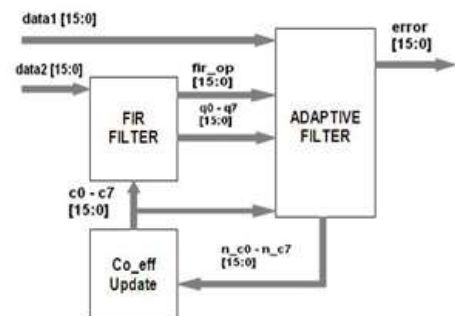 data1 [15:0]
error
[15:0]
data2 [15:0]
fir_op
[15:0]
q0 - q7
[15:0]
FIR
FILTER
ADAPTIVE
FILTER
c0 - c7
[15:0]
n_c0 - n_c7
[15:0]
Co_eff
Update